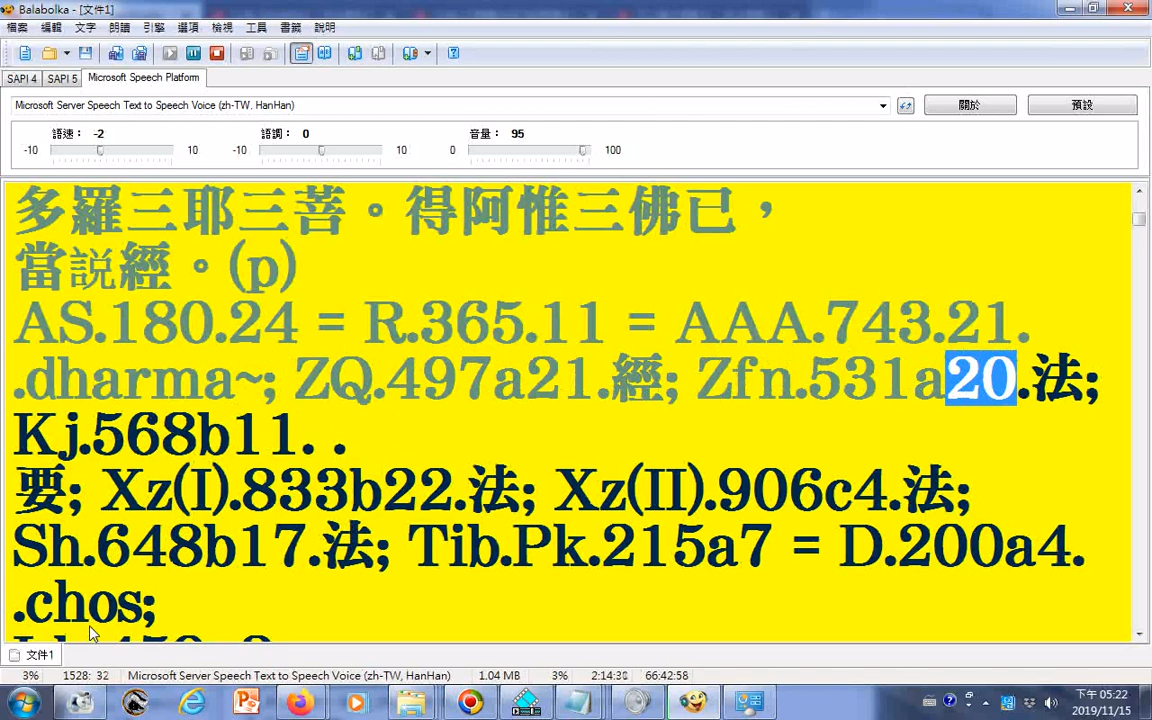 Balabolka - [文件1]
檔案 編輯 文字 朗讀 引擎 選項 檢視 工具 書籤 說明
SAPI 4 SAPI 5 Microsoft Speech Platform
Microsoft Server Speech Text to Speech Voice (zh-TW, HanHan) 關於 預設
語速： -2 語調： 0 音量： 95
-10 10 -10 10 0 100
多羅三耶三菩。得阿惟三佛已，
當説經。(p)
AS.180.24 = R.365.11 = AAA.743.21.
.dharma~; ZQ.497a21.經; Zfn.531a20.法;
Kj.568b11. .
要; Xz(I).833b22.法; Xz(II).906c4.法;
Sh.648b17.法; Tib.Pk.215a7 = D.200a4.
.chos;
文件1
3% 1528: 32 Microsoft Server Speech Text to Speech Voice (zh-TW, HanHan) 1.04 MB 3% 2:14:38 66:42:58
下午 05:22
2019/11/15